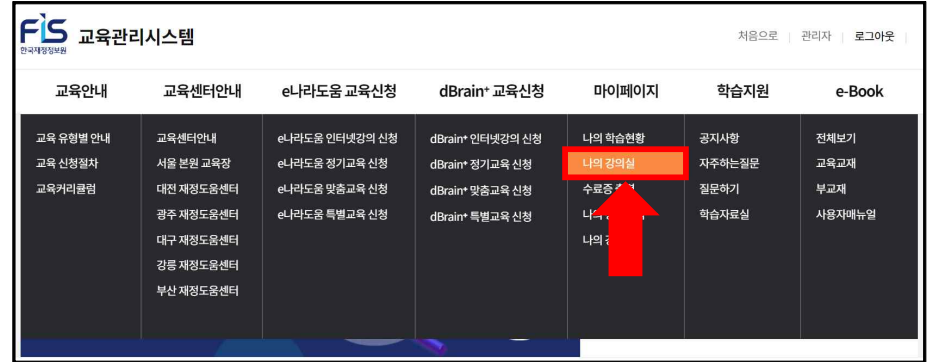 FIS 교육관리시스템
한국재정정보원
처음으로 관리자 로그아웃
교육안내 교육센터안내 e나라도움 교육신청 dBrain+ 교육신청 마이페이지 학습지원 e-Book
교육 유형별 안내
교육 신청절차
교육커리큘럼
교육센터안내
서울 본원 교육장
대전 재정도움센터
광주 재정도움센터
대구 재정도움센터
강릉 재정도움센터
부산 재정도움센터
e나라도움 인터넷강의 신청
e나라도움 정기교육 신청
e나라도움 맞춤교육 신청
e나라도움 특별교육 신청
dBrain+ 인터넷강의 신청
dBrain+ 정기교육 신청
dBrain+ 맞춤교육 신청
dBrain+ 특별교육 신청
나의 학습현황
나의 강의실
수료증
나의
공지사항
자주하는질문
질문하기
학습자료실
전체보기
교육교재
부교재
사용자매뉴얼